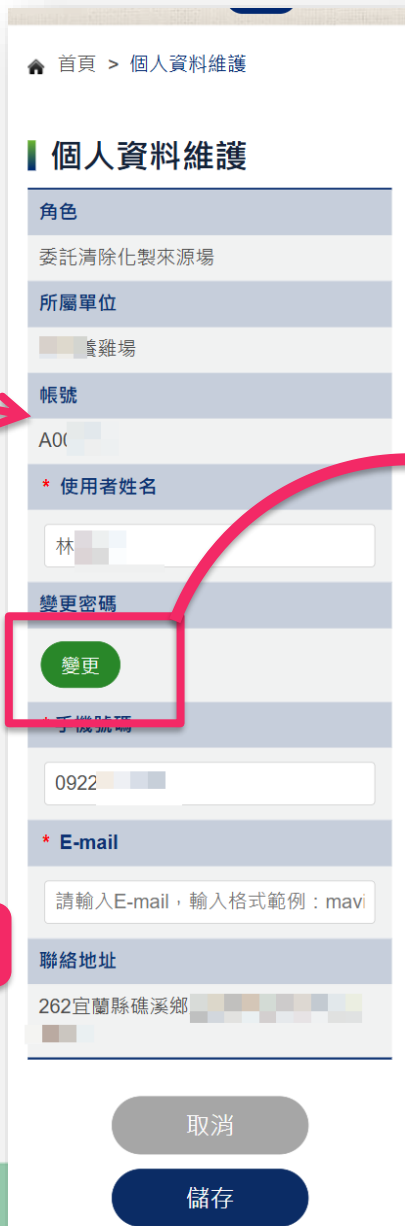 首頁 > 個人資料維護
個人資料維護
角色
委託清除化製來源場
所屬單位
養雞場
帳號
A00
* 使用者姓名
林
變更密碼
變更
* 手機號碼
0922
* E-mail
請輸入E-mail，輸入格式範例：mavi
聯絡地址
262宜蘭縣礁溪鄉
取消
儲存